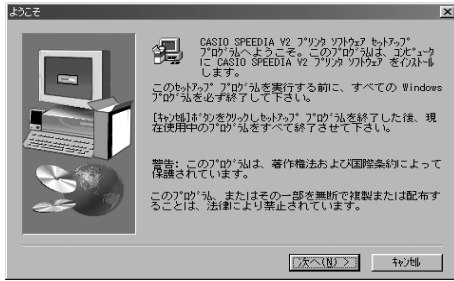 ようこそ
CASIO SPEEDIA V2 ﾌﾟﾘﾝﾀ ｿﾌﾄｳｪｱ ｾｯﾄｱｯﾌﾟ
ﾌﾟﾛｸﾞﾗﾑへようこそ。このﾌﾟﾛｸﾞﾗﾑは、ｺﾝﾋﾟｭｰﾀ
に CASIO SPEEDIA V2 ﾌﾟﾘﾝﾀ ｿﾌﾄｳｪｱ をｲﾝｽﾄｰﾙ
します。
このｾｯﾄｱｯﾌﾟ ﾌﾟﾛｸﾞﾗﾑを実行する前に、すべての Windows
ﾌﾟﾛｸﾞﾗﾑを必ず終了して下さい。
[ｷｬﾝｾﾙ]ﾎﾞﾀﾝをｸﾘｯｸしｾｯﾄｱｯﾌﾟ ﾌﾟﾛｸﾞﾗﾑを終了した後、現
在使用中のﾌﾟﾛｸﾞﾗﾑをすべて終了させて下さい。
警告: このﾌﾟﾛｸﾞﾗﾑは、著作権法および国際条約によって
保護されています。
このﾌﾟﾛｸﾞﾗﾑ、またはその一部を無断で複製または配布す
ることは、法律により禁止されています。
次へ(N) >
ｷｬﾝｾﾙ